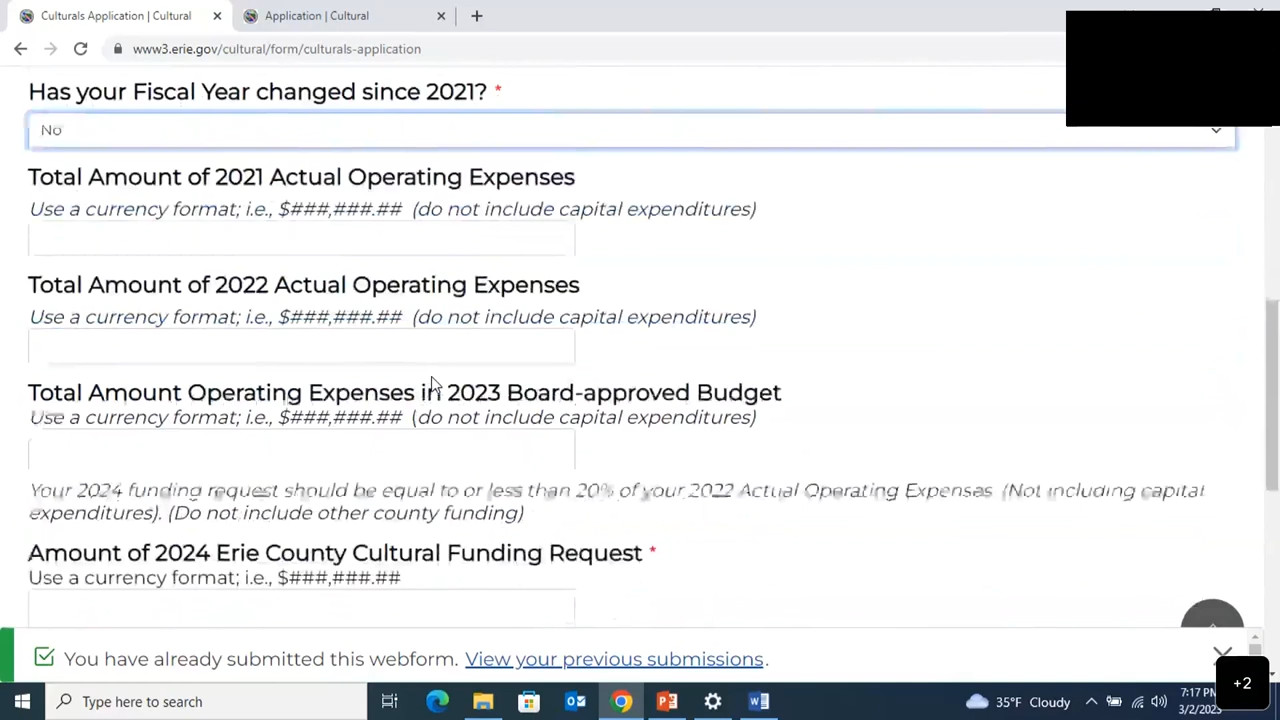 Culturals Application | Cultural
Application | Cultural
www3.erie.gov/cultural/form/culturals-application
Has your Fiscal Year changed since 2021? *
No
Total Amount of 2021 Actual Operating Expenses
Use a currency format; i.e., $###,###.## (do not include capital expenditures)
Total Amount of 2022 Actual Operating Expenses
Use a currency format; i.e., $###,###.## (do not include capital expenditures)
Total Amount Operating Expenses in 2023 Board-approved Budget
Use a currency format; i.e., $###,###.## (do not include capital expenditures)
Your 2024 funding request should be equal to or less than 20% of your 2022 Actual Operating Expenses (Not including capital
expenditures). (Do not include other county funding)
Amount of 2024 Erie County Cultural Funding Request *
Use a currency format; i.e., $###,###.##
You have already submitted this webform. View your previous submissions.
+2
Type here to search
35°F Cloudy
7:17 PM